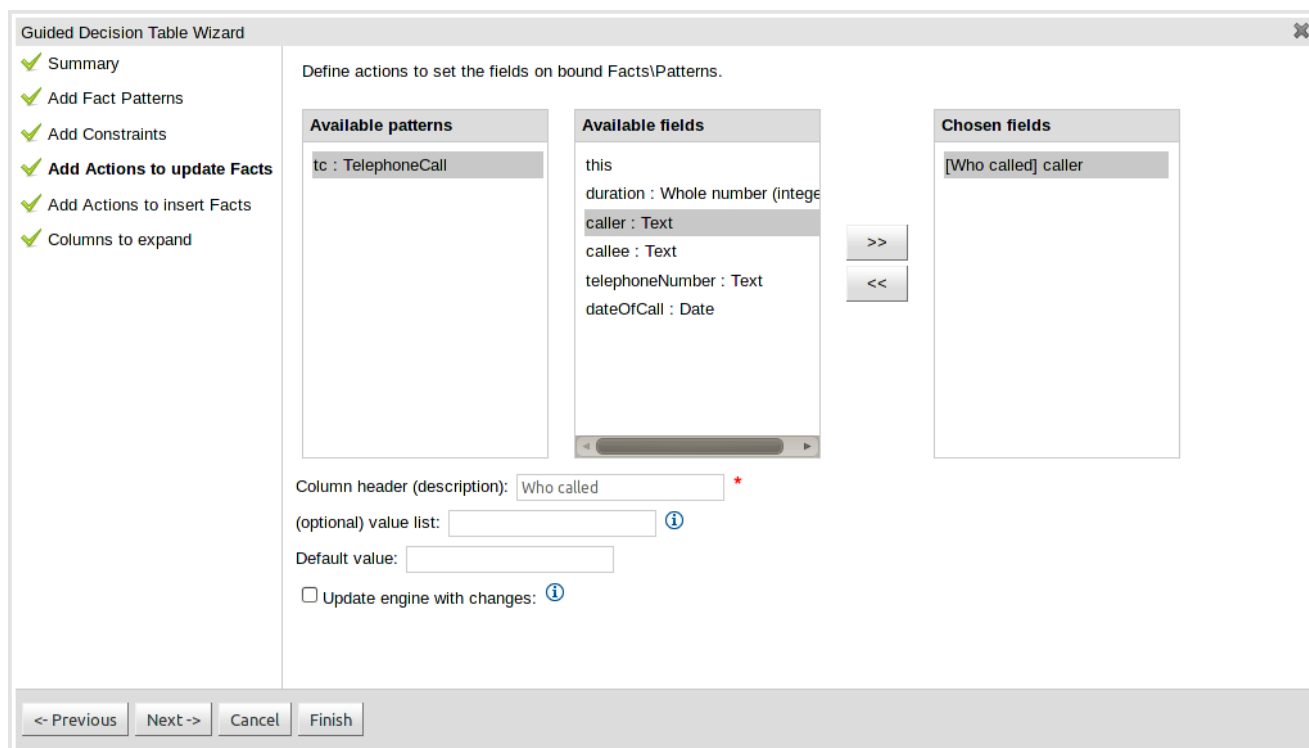 Guided Decision Table Wizard
Summary
Add Fact Patterns
Add Constraints
Add Actions to update Facts
Add Actions to insert Facts
Columns to expand
Define actions to set the fields on bound Facts\Patterns.
Available patterns
tc : TelephoneCall
Available fields
this
duration : Whole number (intege
caller : Text
callee : Text
telephoneNumber : Text
dateOfCall : Date
>>
<<
Chosen fields
[Who called] caller
Column header (description): Who called *
(optional) value list:
Default value:
Update engine with changes:
<- Previous Next -> Cancel Finish